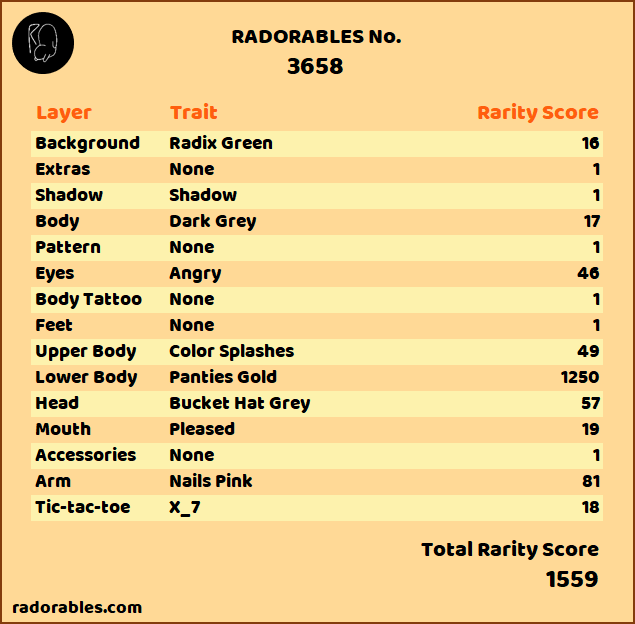 RADORABLES No.
3658
Layer Trait Rarity Score
Background Radix Green 16
Extras None 1
Shadow Shadow 1
Body Dark Grey 17
Pattern None 1
Eyes Angry 46
Body Tattoo None 1
Feet None 1
Upper Body Color Splashes 49
Lower Body Panties Gold 1250
Head Bucket Hat Grey 57
Mouth Pleased 19
Accessories None 1
Arm Nails Pink 81
Tic-tac-toe X_7 18
Total Rarity Score
1559
radorables.com